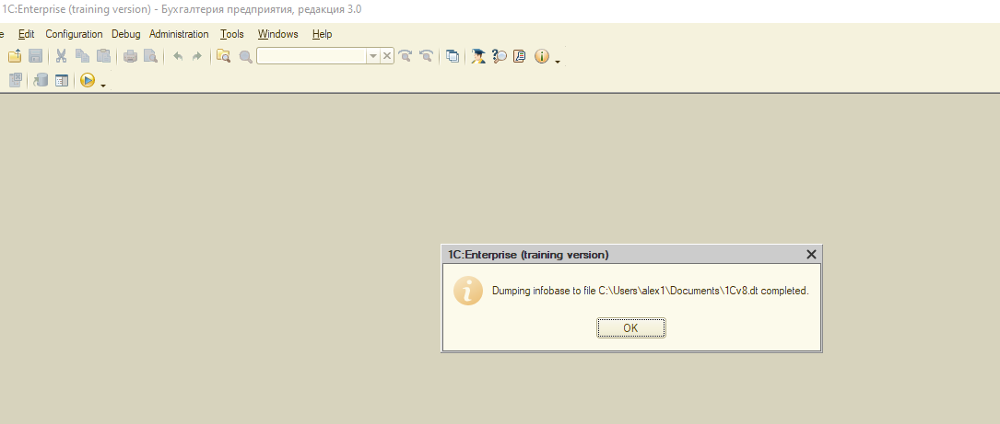 1C:Enterprise (training version) - Бухгалтерия предприятия, редакция 3.0
e Edit Configuration Debug Administration Tools Windows Help
1C:Enterprise (training version)
Dumping infobase to file C:\Users\alex1\Documents\1Cv8.dt completed.
OK